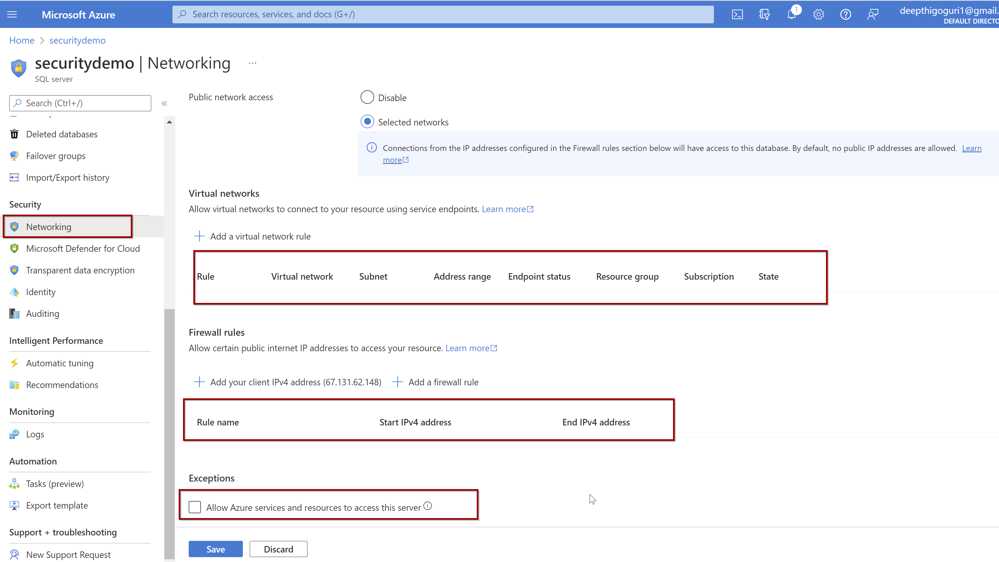 Microsoft Azure
Search resources, services, and docs (G+/)
1
deepthigoguri1@gmail.
DEFAULT DIRECTO
Home > securitydemo
securitydemo | Networking ...
SQL server
Search (Ctrl+/)
«
Deleted databases
Failover groups
Import/Export history
Security
Networking
Microsoft Defender for Cloud
Transparent data encryption
Identity
Auditing
Intelligent Performance
Automatic tuning
Recommendations
Monitoring
Logs
Automation
Tasks (preview)
Export template
Support + troubleshooting
New Support Request
Public network access
Disable
Selected networks
Connections from the IP addresses configured in the Firewall rules section below will have access to this database. By default, no public IP addresses are allowed. Learn
more
Virtual networks
Allow virtual networks to connect to your resource using service endpoints. Learn more
Add a virtual network rule
Rule Virtual network Subnet Address range Endpoint status Resource group Subscription State
Firewall rules
Allow certain public internet IP addresses to access your resource. Learn more
Add your client IPv4 address (67.131.62.148) Add a firewall rule
Rule name Start IPv4 address End IPv4 address
Exceptions
Allow Azure services and resources to access this server
Save Discard